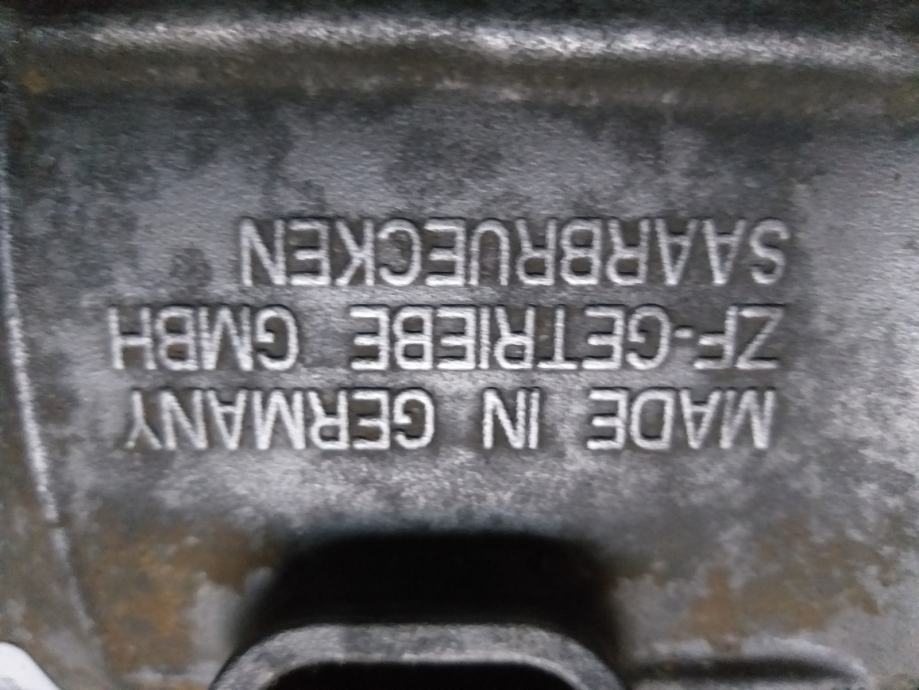 MADE IN GERMANY
ZF-GETRIEBE GMBH
SAARBRUECKEN